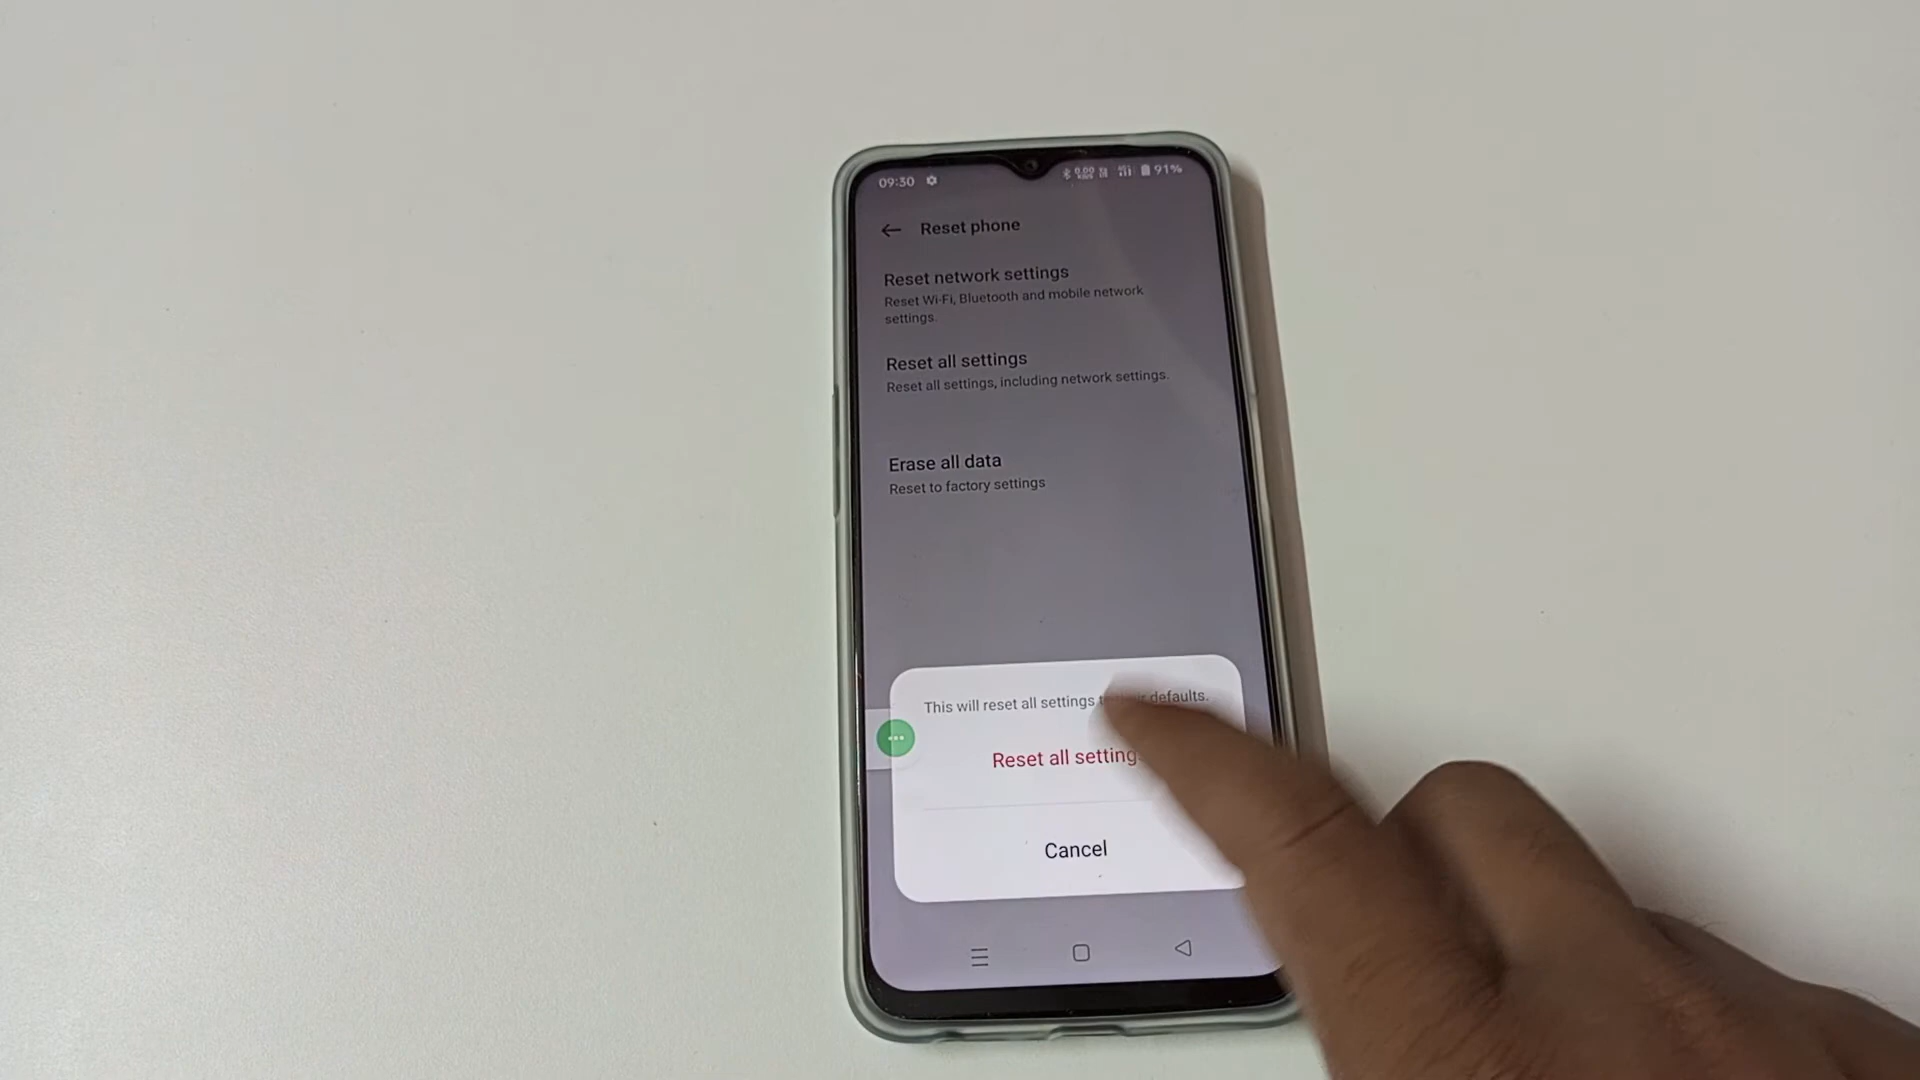 09:30 91%
Reset phone
Reset network settings
Reset Wi-Fi, Bluetooth and mobile network
settings.
Reset all settings
Reset all settings, including network settings.
Erase all data
Reset to factory settings
This will reset all settings defaults.
Reset all
Cancel